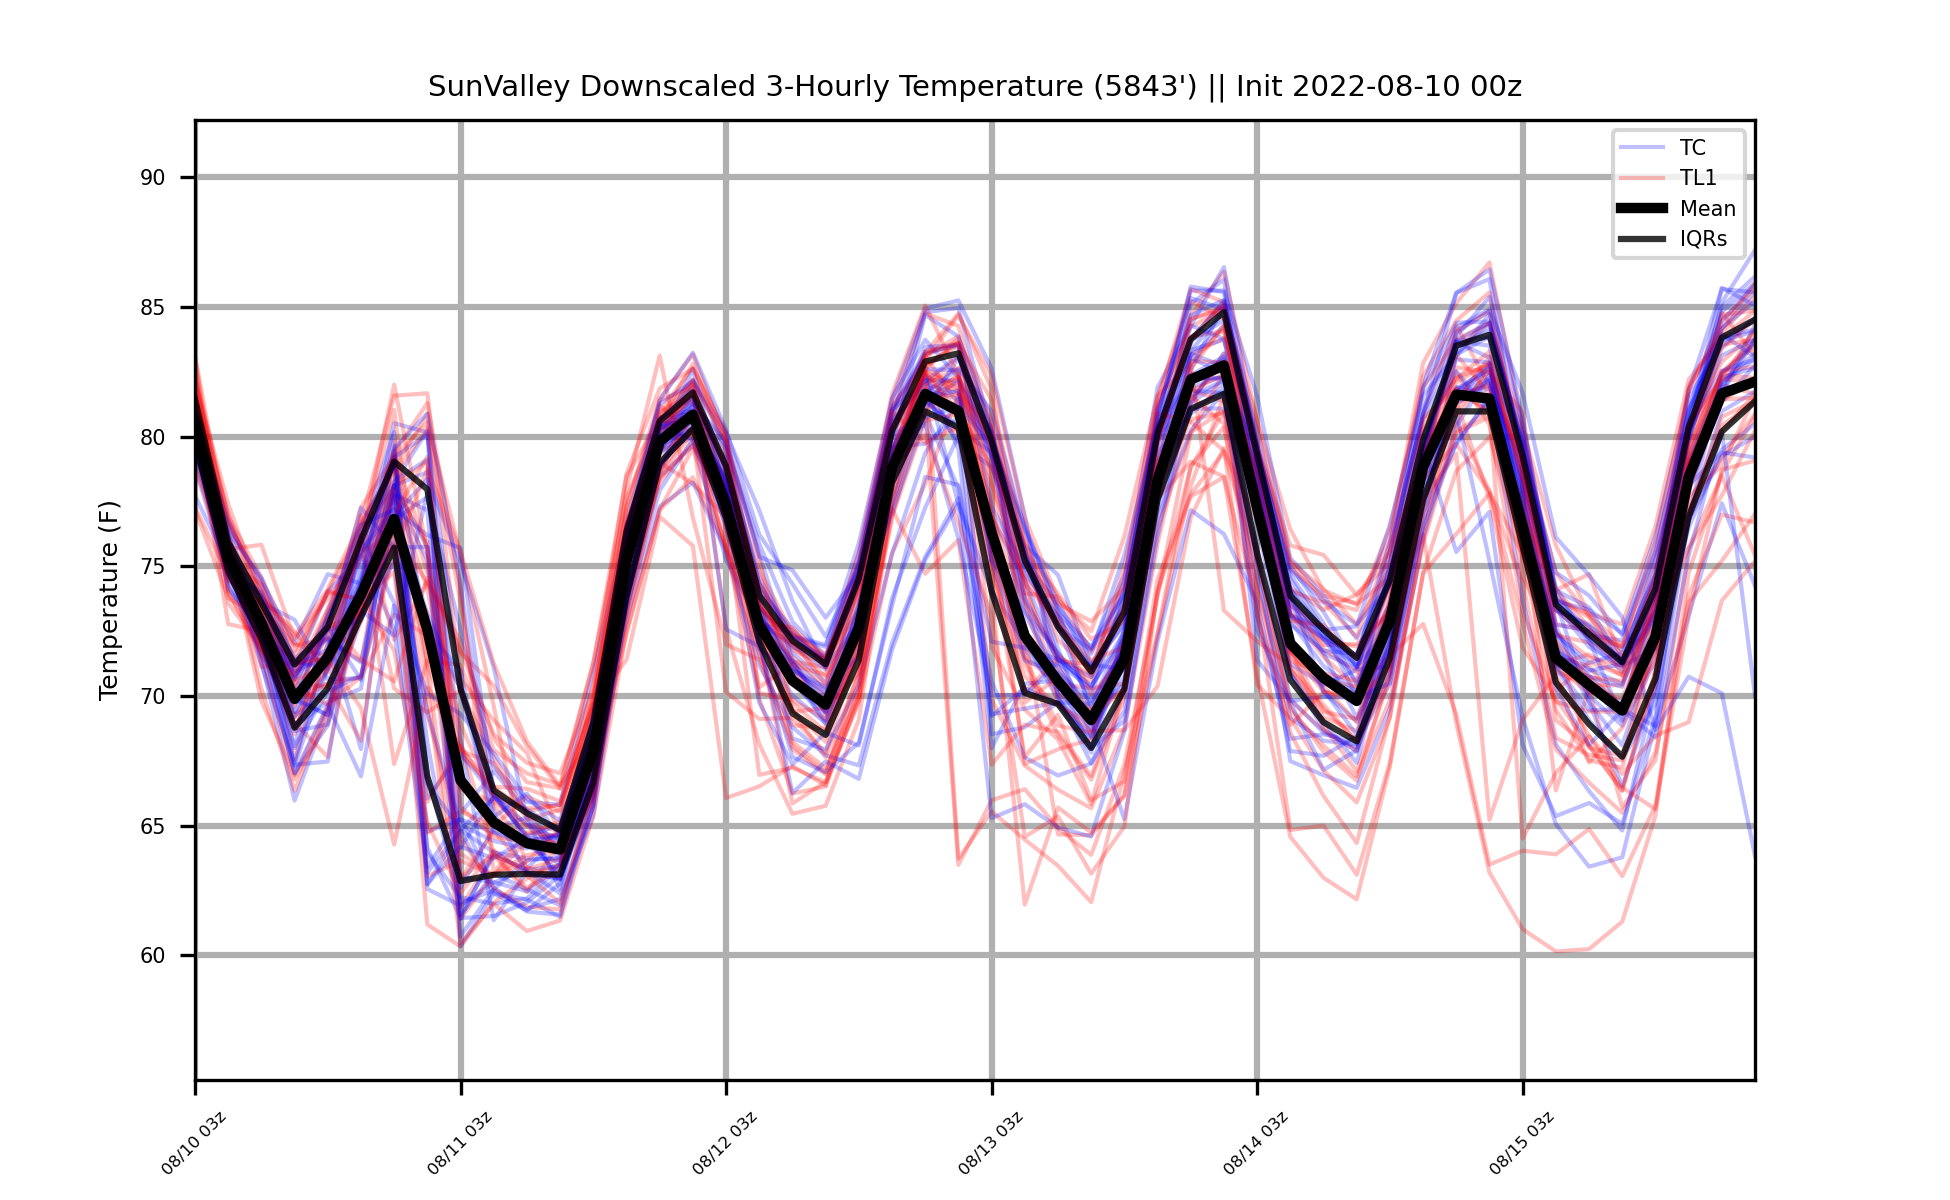 SunValley Downscaled 3-Hourly Temperature (5843') || Init 2022-08-10 00z
TC
TL1
Mean
IQRs
Temperature (F)
90
85
80
75
70
65
60
08/10 03z
08/11 03z
08/12 03z
08/13 03z
08/14 03z
08/15 03z